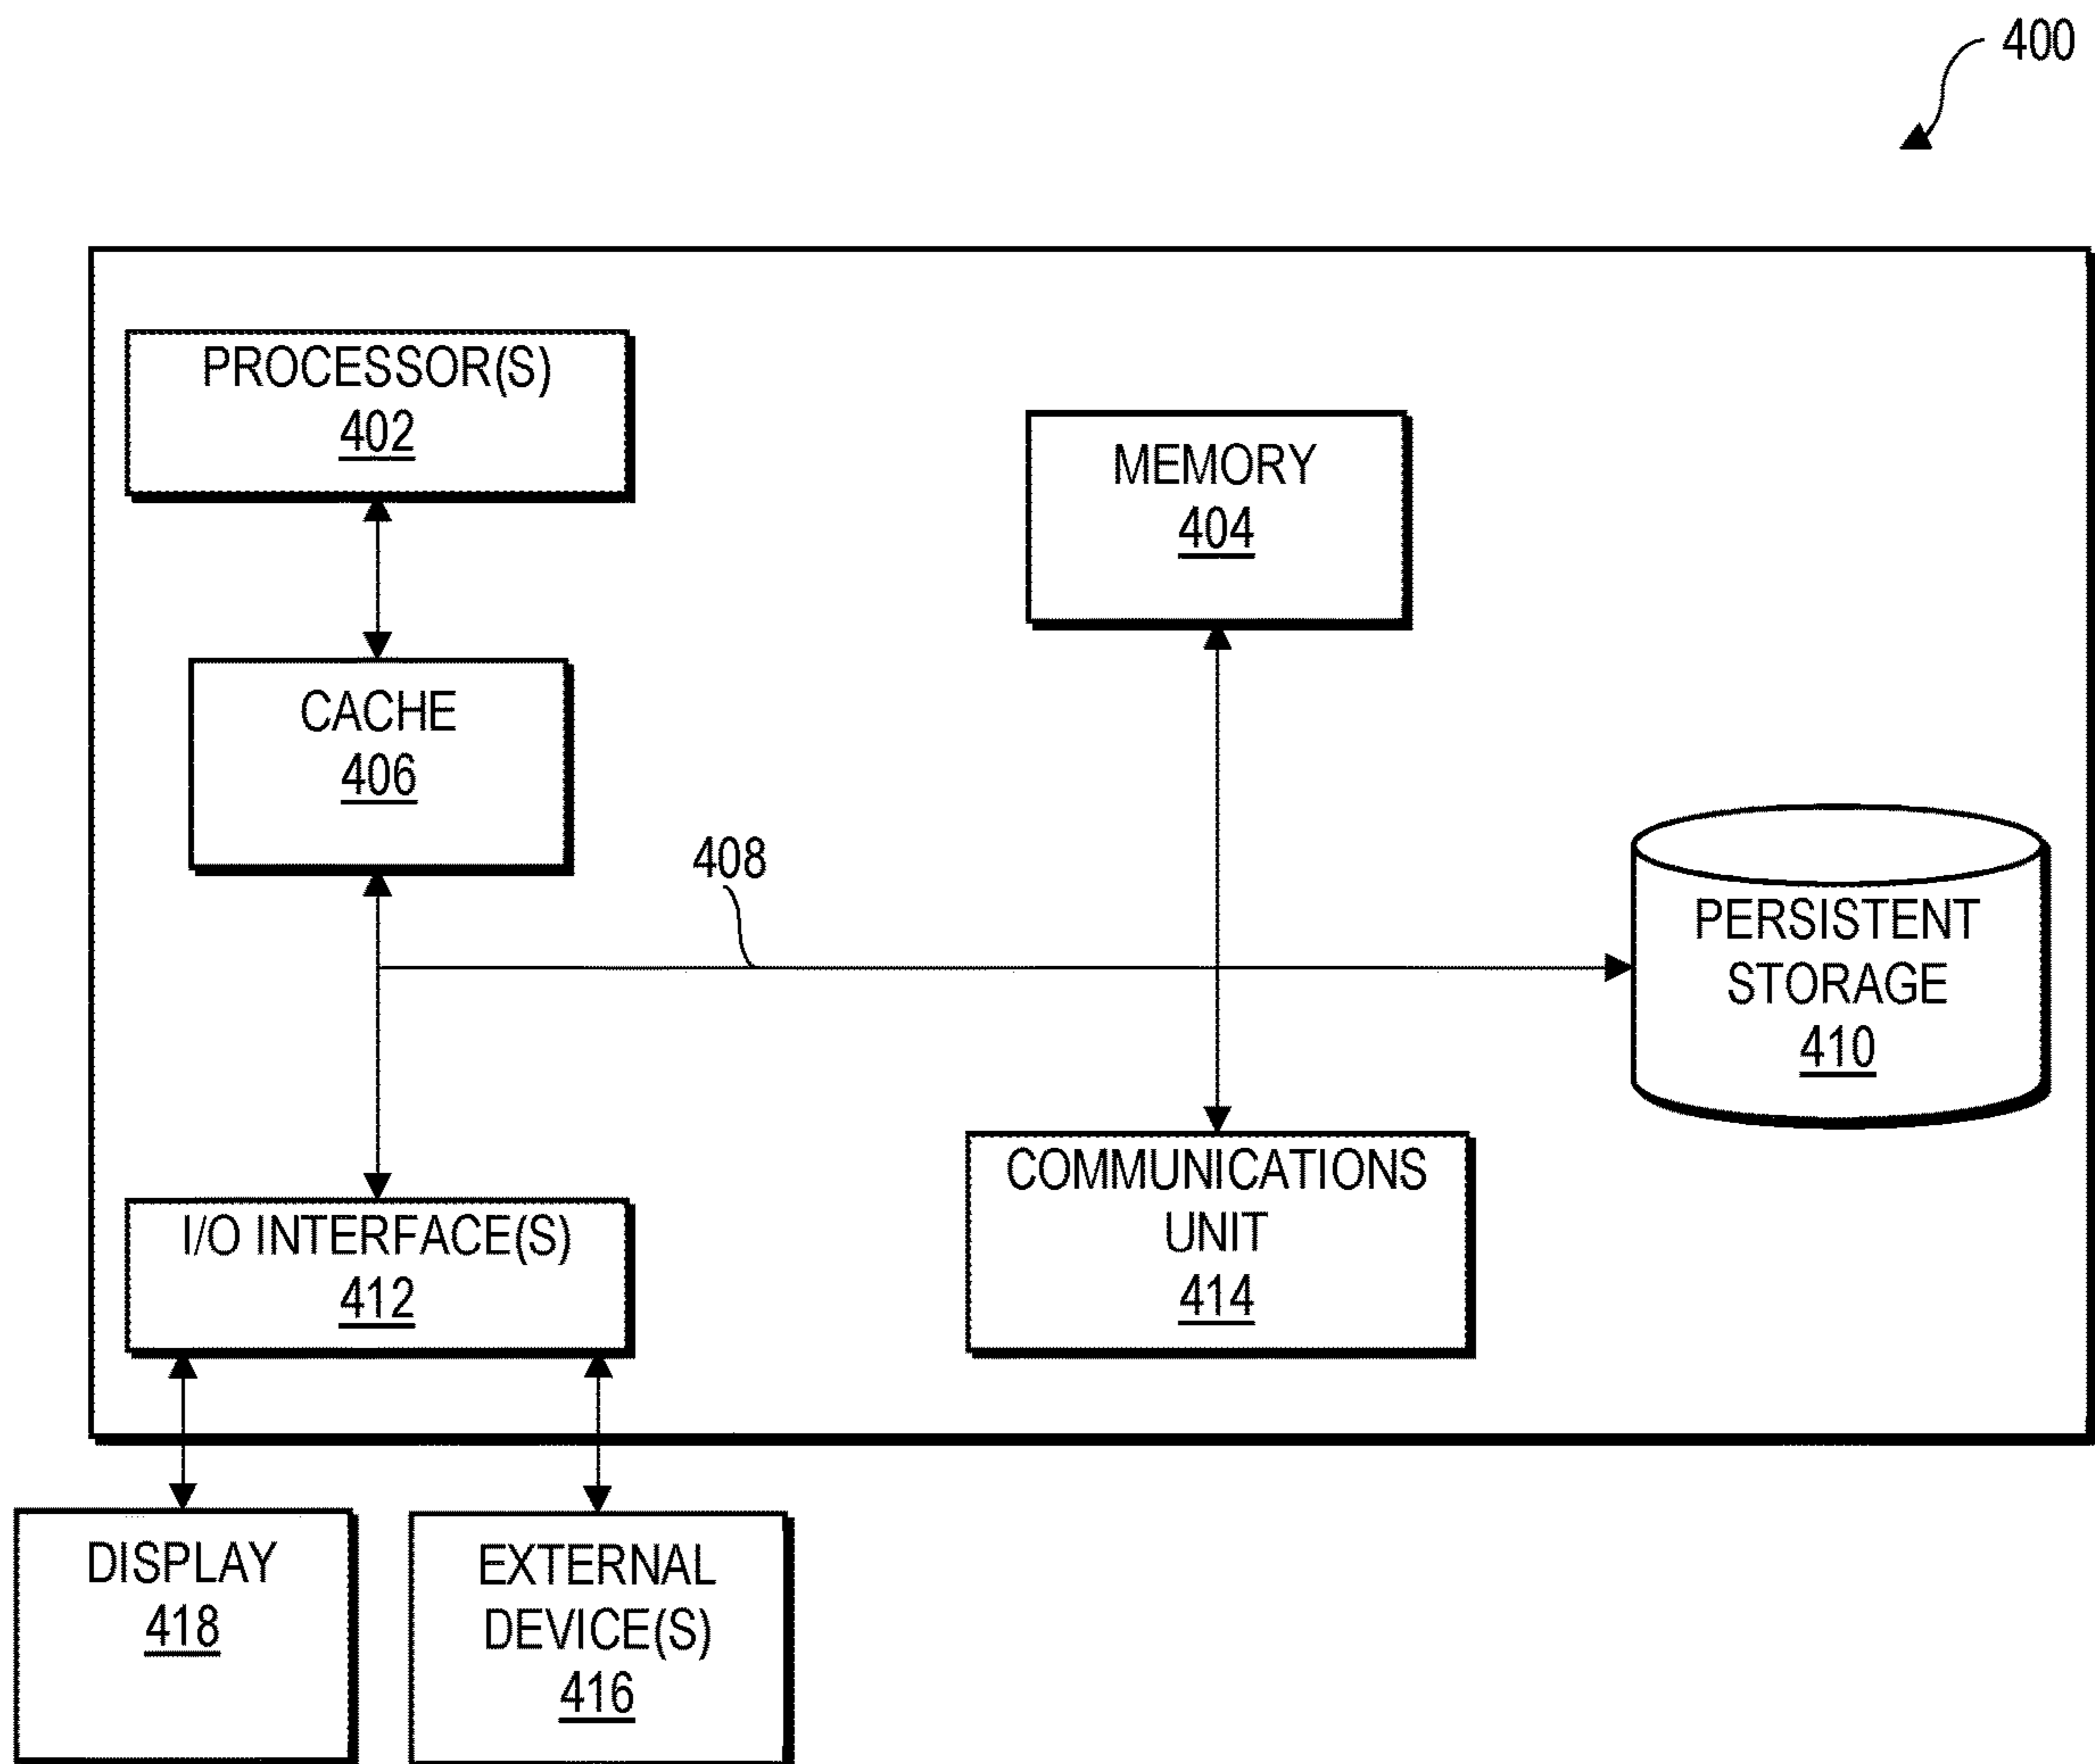 400
PROCESSOR(S)
402
MEMORY
404
CACHE
406
408
PERSISTENT
STORAGE
410
I/O INTERFACE(S)
412
COMMUNICATIONS
UNIT
414
DISPLAY
418
EXTERNAL
DEVICE(S)
416